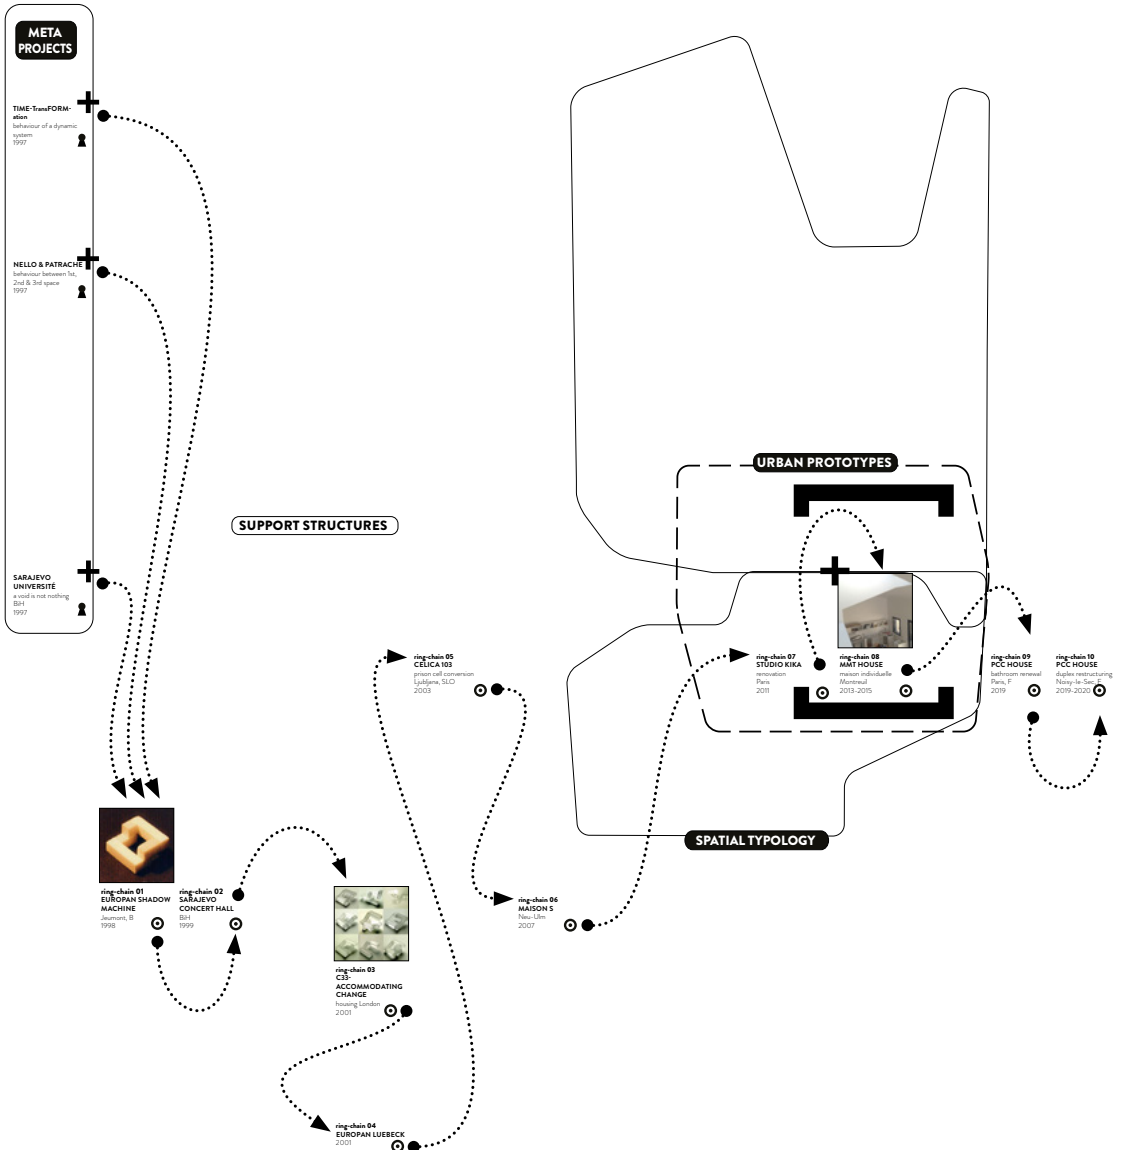 META
PROJECTS
TIME-TransFORM-
ation
behaviour of a dynamic
system
1997
NELLO & PATRACHE
behaviour between 1st,
2nd & 3rd space
1997
SARAJEVO
UNIVERSITÉ
a void is not nothing
BiH
1997
SUPPORT STRUCTURES
URBAN PROTOTYPES
SPATIAL TYPOLOGY
ring-chain 01
EUROPAN SHADOW
MACHINE
Jeumont, B
1998
ring-chain 02
SARAJEVO
CONCERT HALL
BiH
1999
ring-chain 03
C33-
ACCOMMODATING
CHANGE
housing London
2001
ring-chain 04
EUROPAN LUEBECK
2001
ring-chain 05
CELICA 103
prison cell conversion
Ljubljana, SLO
2003
ring-chain 06
MAISON S
Neu-Ulm
2007
ring-chain 07
STUDIO KIKA
renovation
Paris
2011
ring-chain 08
MMT HOUSE
maison individuelle
Montreuil
2013-2015
ring-chain 09
PCC HOUSE
bathroom renewal
Paris, F
2019
ring-chain 10
PCC HOUSE
duplex restructuring
Noisy-le-Sec, F
2019-2020